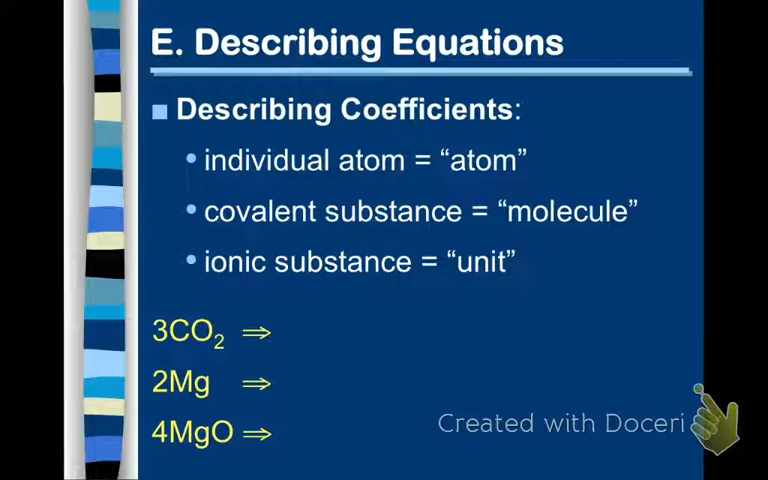 E. Describing Equations
■ Describing Coefficients:
• individual atom = “atom”
• covalent substance = “molecule”
• ionic substance = “unit”
3CO₂ ⇒
2Mg ⇒
4MgO ⇒
Created with Doceri